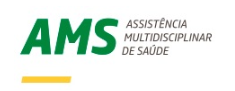 AMS ASSISTÊNCIA
MULTIDISCIPLINAR
DE SAÚDE